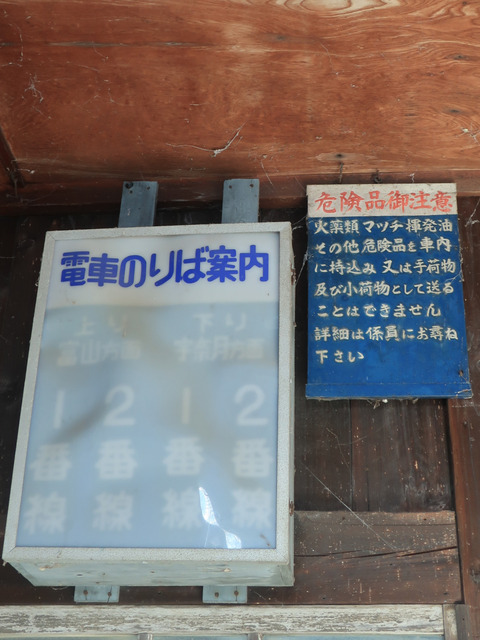 電車のりば案内
上り 下り
富山方面 宇奈月方面
1 2 1 2
番 番 番 番
線 線 線 線
危険品御注意
火薬類マッチ揮発油
その他危険品を車内
に持込み又は手荷物
及び小荷物として送る
ことはできません
詳細は係員にお尋ね
下さい